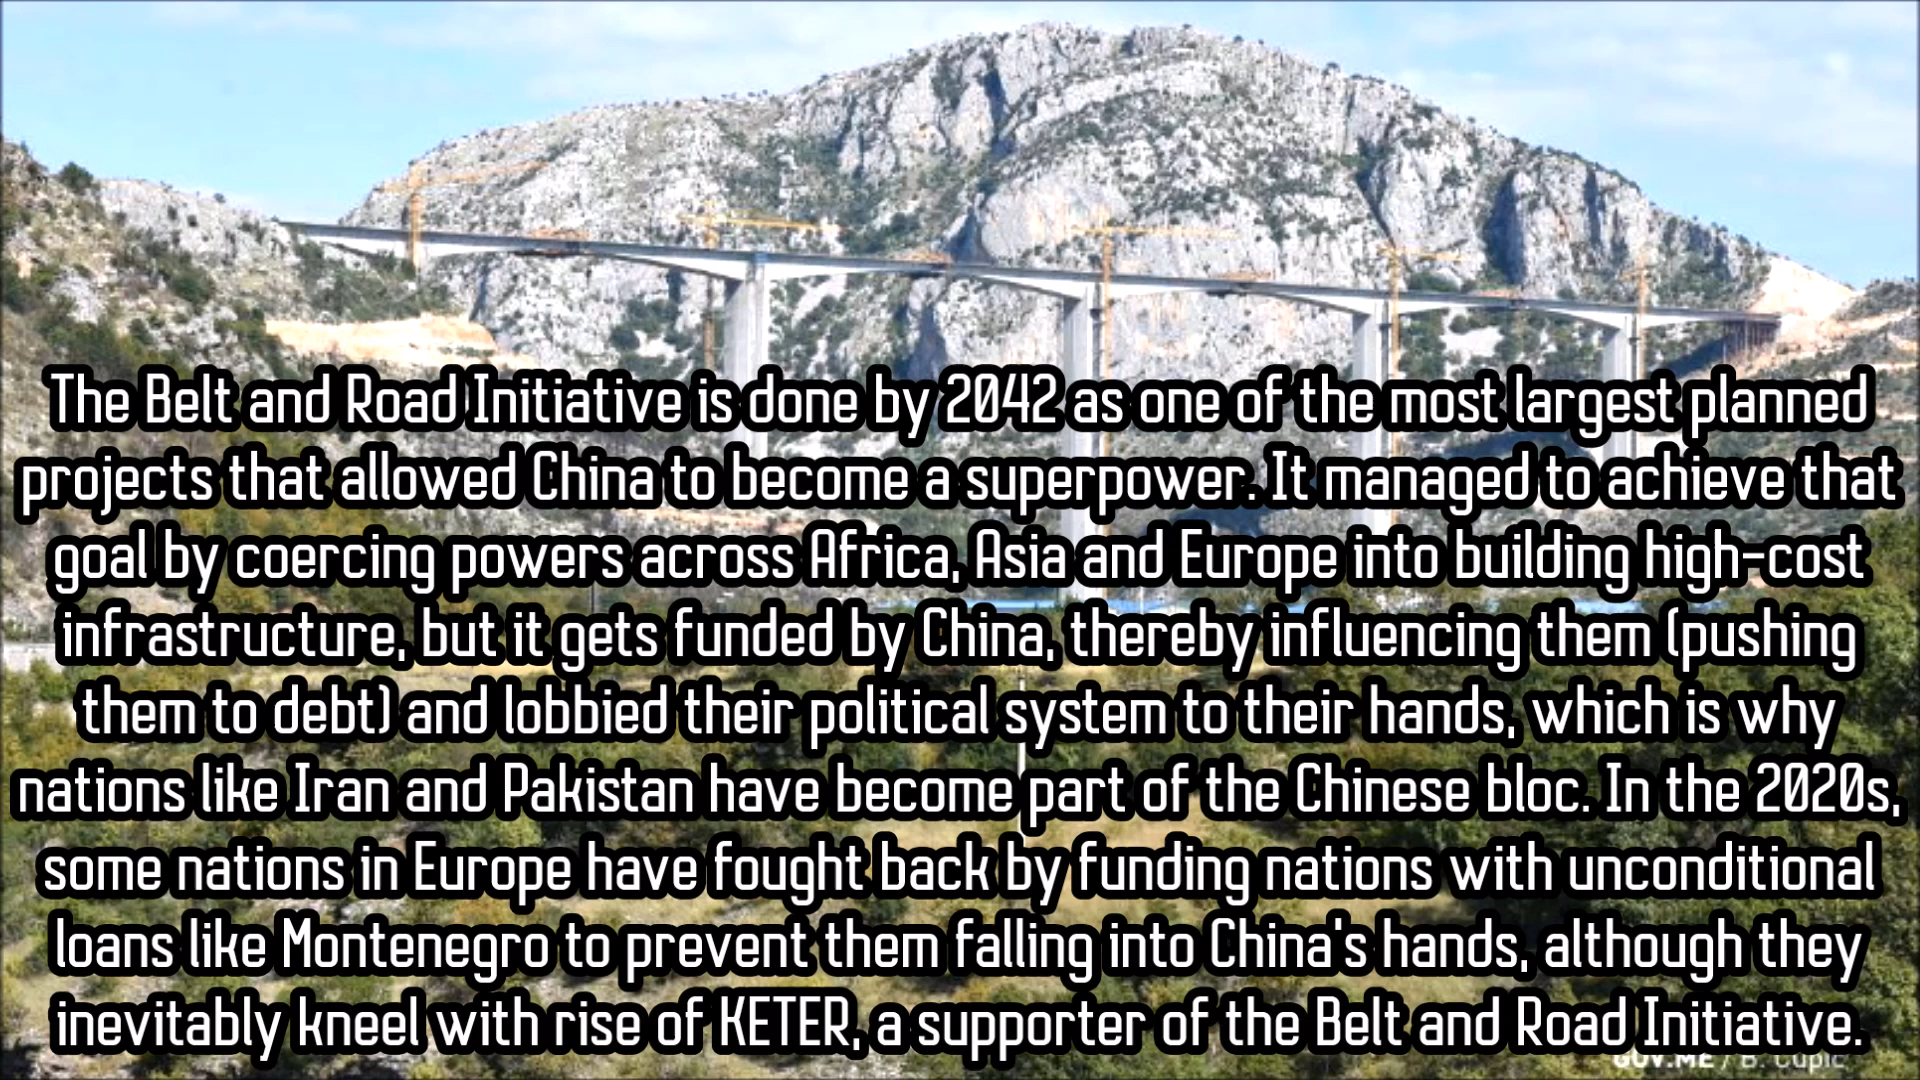 The Belt and Road Initiative is done by 2042 as one of the most largest planned
projects that allowed China to become a superpower. It managed to achieve that
goal by coercing powers across Africa, Asia and Europe into building high-cost
infrastructure, but it gets funded by China, thereby influencing them (pushing
them to debt) and lobbied their political system to their hands, which is why
nations like Iran and Pakistan have become part of the Chinese bloc. In the 2020s,
some nations in Europe have fought back by funding nations with unconditional
loans like Montenegro to prevent them falling into China's hands, although they
inevitably kneel with rise of KETER, a supporter of the Belt and Road Initiative.
GOV.ME / B. Cupic